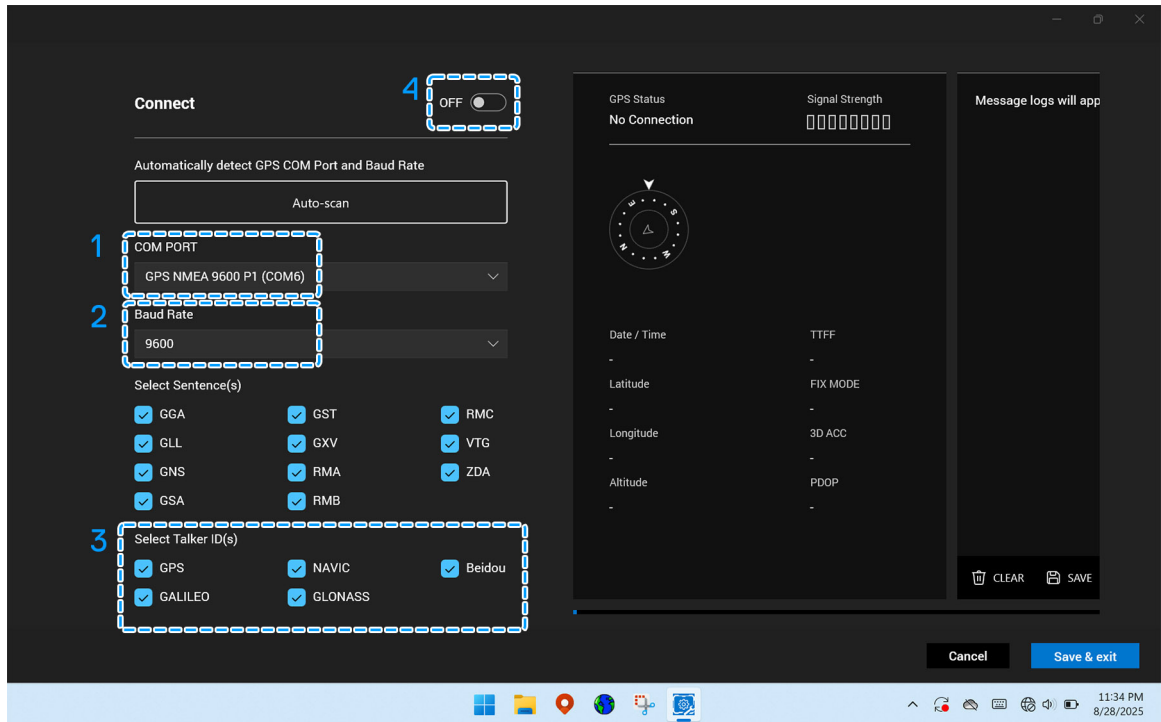 4
Connect
OFF
Automatically detect GPS COM Port and Baud Rate
Auto-scan
1
COM PORT
GPS NMEA 9600 P1 (COM6)
2
Baud Rate
9600
Select Sentence(s)
GGA GST RMC
GLL GXV VTG
GNS RMA ZDA
GSA RMB
3
Select Talker ID(s)
GPS NAVIC Beidou
GALILEO GLONASS
GPS Status Signal Strength
No Connection
E S
N W
Date / Time TTFF
- -
Latitude FIX MODE
- -
Longitude 3D ACC
- -
Altitude PDOP
- -
Message logs will app
CLEAR SAVE
Cancel Save & exit
11:34 PM
8/28/2025